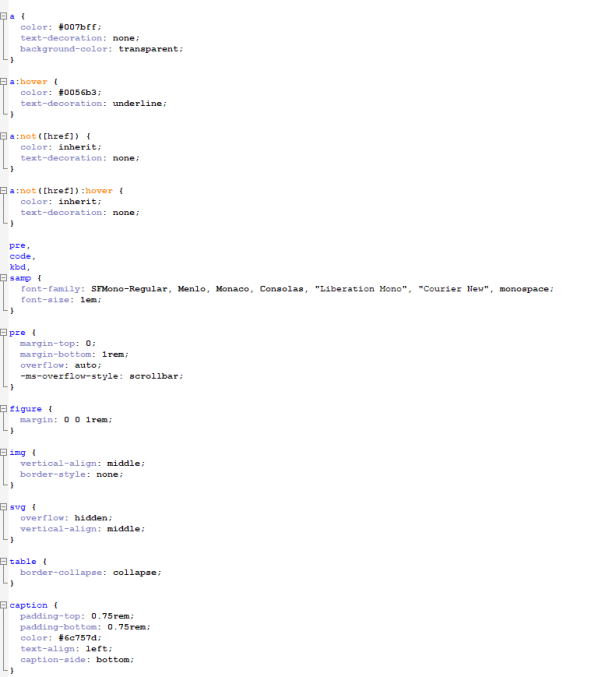 a {
  color: #007bff;
  text-decoration: none;
  background-color: transparent;
}
a:hover {
  color: #0056b3;
  text-decoration: underline;
}
a:not([href]) {
  color: inherit;
  text-decoration: none;
}
a:not([href]):hover {
  color: inherit;
  text-decoration: none;
}
pre,
code,
kbd,
samp {
  font-family: SFMono-Regular, Menlo, Monaco, Consolas, "Liberation Mono", "Courier New", monospace;
  font-size: 1em;
}
pre {
  margin-top: 0;
  margin-bottom: 1rem;
  overflow: auto;
  -ms-overflow-style: scrollbar;
}
figure {
  margin: 0 0 1rem;
}
img {
  vertical-align: middle;
  border-style: none;
}
svg {
  overflow: hidden;
  vertical-align: middle;
}
table {
  border-collapse: collapse;
}
caption {
  padding-top: 0.75rem;
  padding-bottom: 0.75rem;
  color: #6c757d;
  text-align: left;
  caption-side: bottom;
}